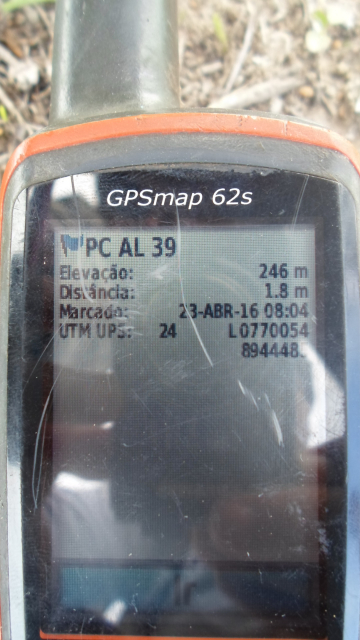 GPSmap 62s
PC AL 39
Elevação: 246 m
Distância: 1.8 m
Marcado: 23-ABR-16 08:04
UTM UPS: 24 L 0770054